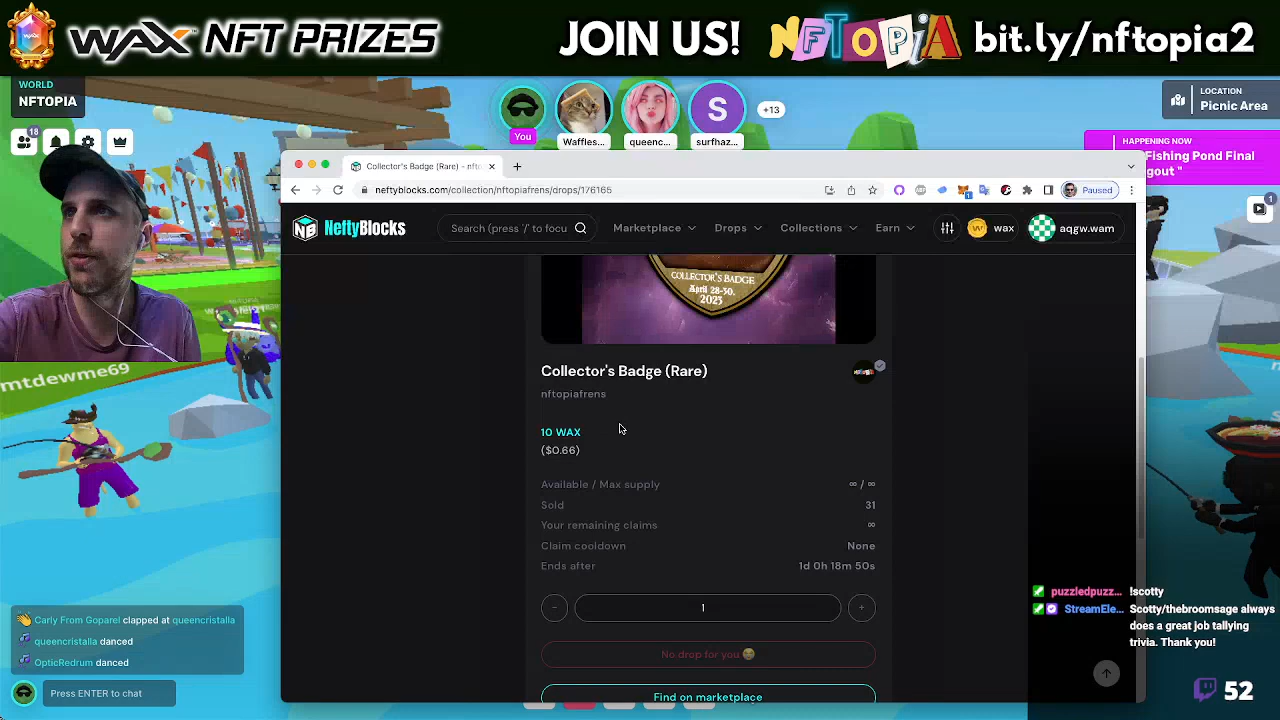 WAX NFT PRIZES
JOIN US!
NFTOPIA
bit.ly/nftopia2
WORLD
NFTOPIA
18
You
Waffles...
queenc...
S
surfhaz...
+13
LOCATION
Picnic Area
HAPPENING NOW
Fishing Pond Final
gout "
1
Collector's Badge (Rare) - nft
neftyblocks.com/collection/nftopiafrens/drops/176165
Paused
NB NeftyBlocks
Search (press '/' to focu
Marketplace
Drops
Collections
Earn
wax
aqgw.wam
COLLECTOR'S BADGE
April 28-30,
2023
Collector's Badge (Rare)
nftopiafrens
10 WAX
($0.66)
Available / Max supply ∞ / ∞
Sold 31
Your remaining claims ∞
Claim cooldown None
Ends after 1d 0h 18m 50s
- 1 +
No drop for you 😭
Find on marketplace
mtdewme69
👋 Carly From Goparel clapped at queencristalla
queencristalla danced
OpticRedrum danced
Press ENTER to chat
puzzledpuzz... !scotty
StreamEle... Scotty/thebroomsage always
does a great job tallying
trivia. Thank you!
52